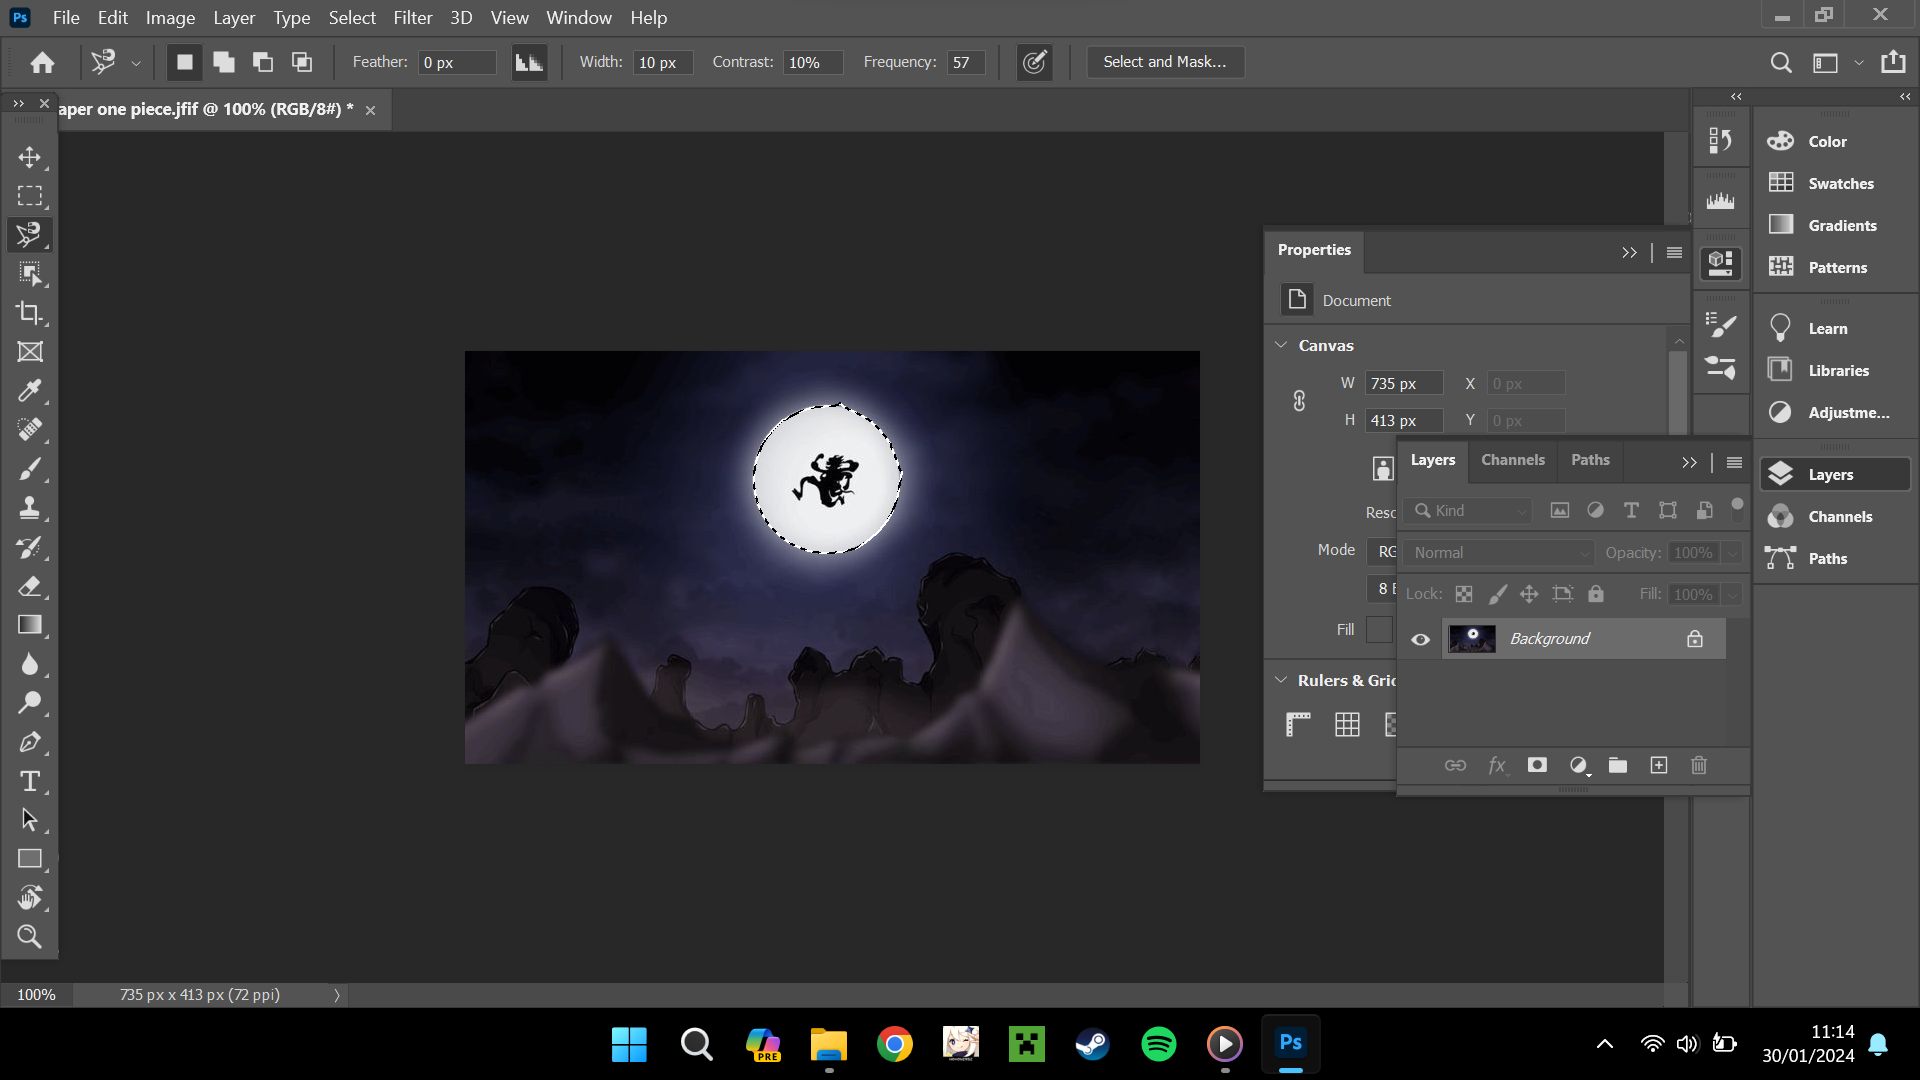 Ps File Edit Image Layer Type Select Filter 3D View Window Help
Feather: 0 px Width: 10 px Contrast: 10% Frequency: 57 Select and Mask...
aper one piece.jfif @ 100% (RGB/8#) *
Color
Swatches
Gradients
Patterns
Learn
Libraries
Adjustme...
Layers
Channels
Paths
Properties
Document
Canvas
W 735 px X 0 px
H 413 px Y 0 px
Reso
Mode RG
8 B
Fill
Rulers & Gri
Layers Channels Paths
Kind
Normal Opacity: 100%
Lock: Fill: 100%
Background
fx
100% 735 px x 413 px (72 ppi)
PRE
Ps
11:14
30/01/2024